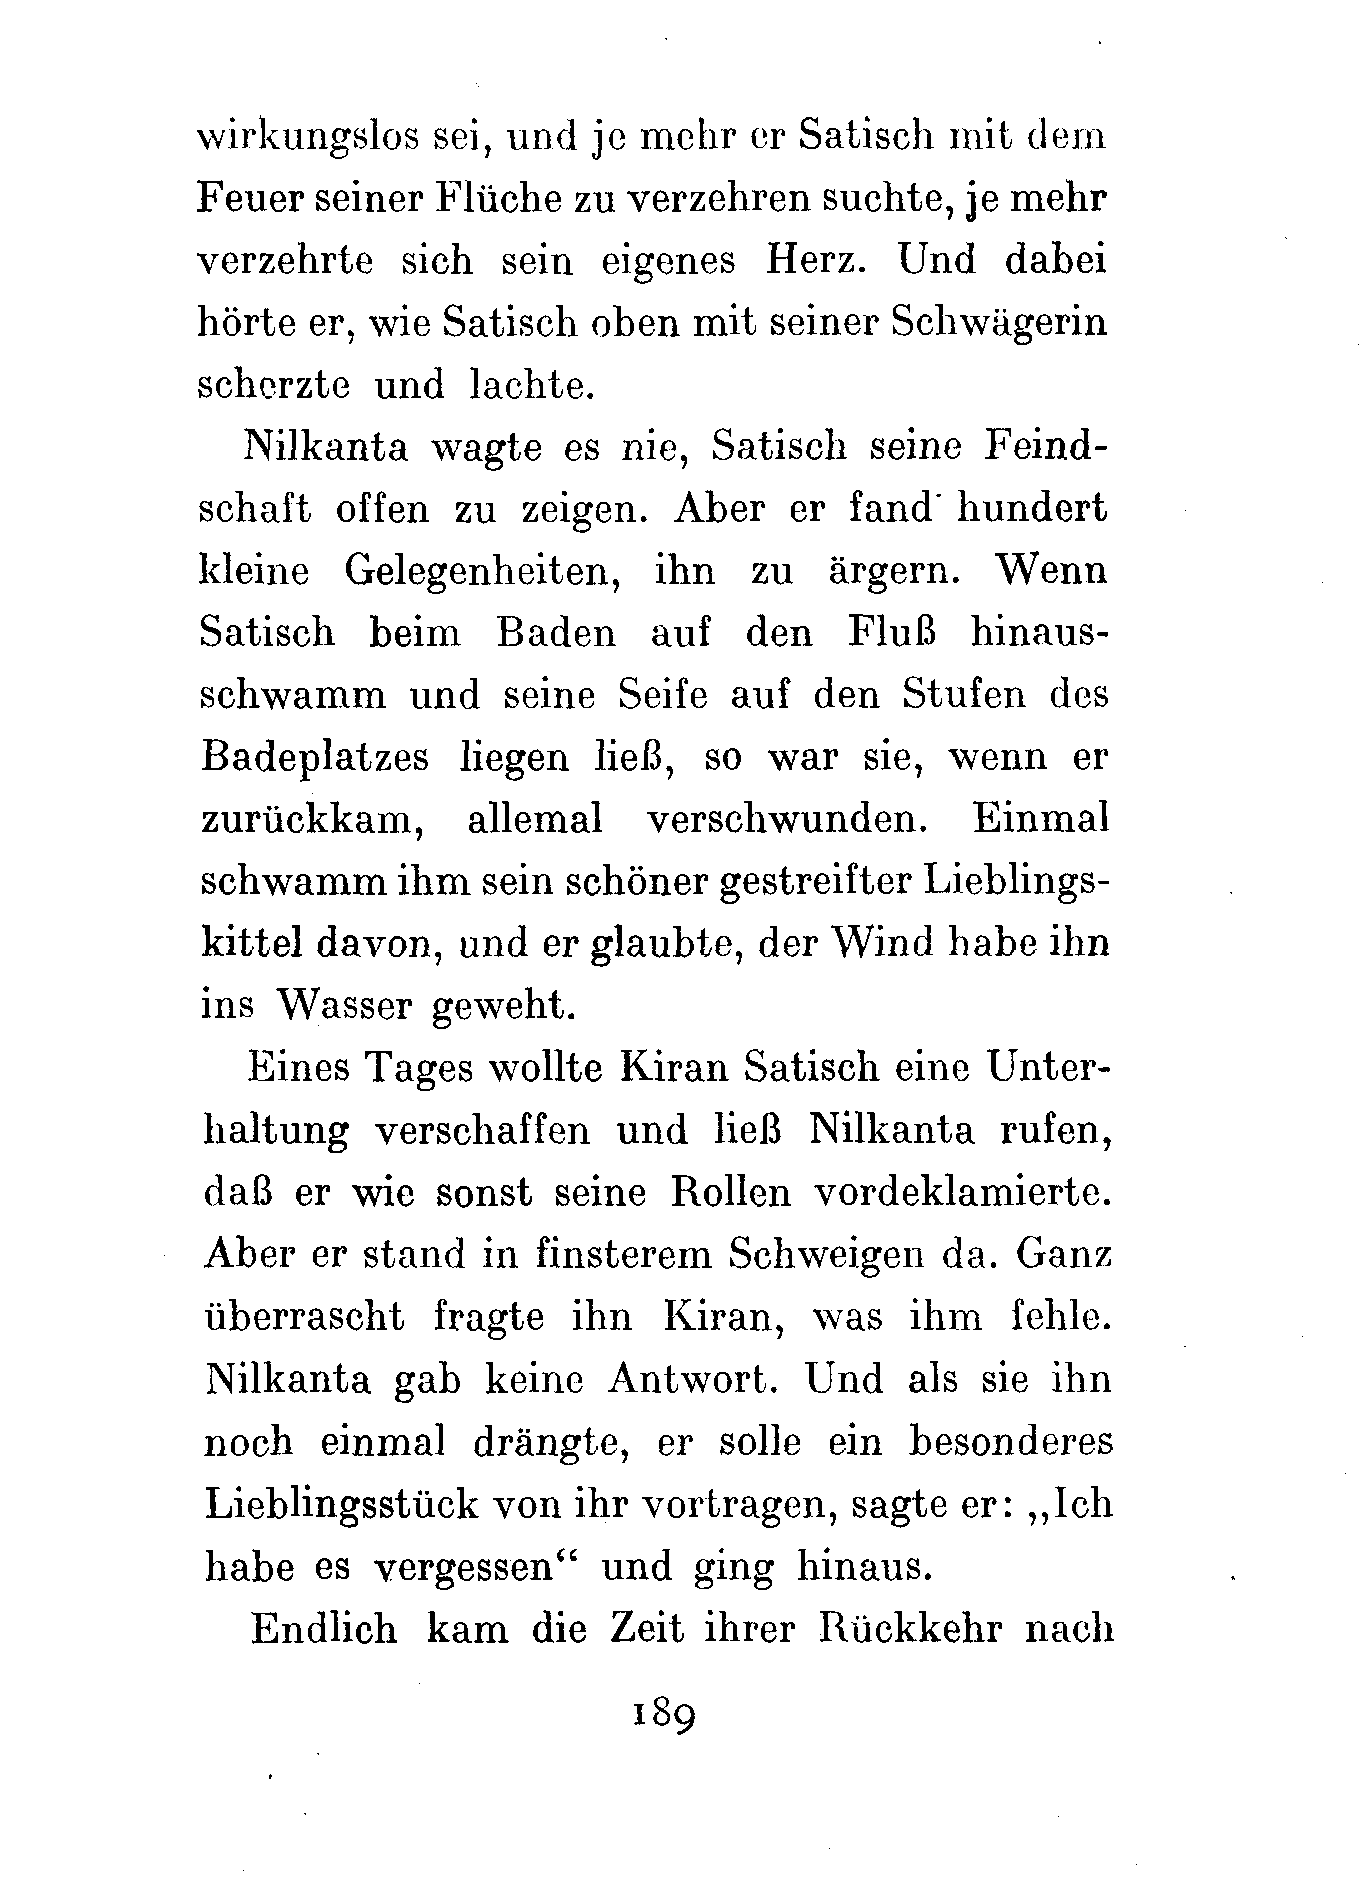 wirkungslos sei, und je mehr er Satisch mit dem
Feuer seiner Flüche zu verzehren suchte, je mehr
verzehrte sich sein eigenes Herz. Und dabei
hörte er, wie Satisch oben mit seiner Schwägerin
scherzte und lachte.
Nilkanta wagte es nie, Satisch seine Feind-
schaft offen zu zeigen. Aber er fand hundert
kleine Gelegenheiten, ihn zu ärgern. Wenn
Satisch beim Baden auf den Fluß hinaus-
schwamm und seine Seife auf den Stufen des
Badeplatzes liegen ließ, so war sie, wenn er
zurückkam, allemal verschwunden. Einmal
schwamm ihm sein schöner gestreifter Lieblings-
kittel davon, und er glaubte, der Wind habe ihn
ins Wasser geweht.
Eines Tages wollte Kiran Satisch eine Unter-
haltung verschaffen und ließ Nilkanta rufen,
daß er wie sonst seine Rollen vordeklamierte.
Aber er stand in finsterem Schweigen da. Ganz
überrascht fragte ihn Kiran, was ihm fehle.
Nilkanta gab keine Antwort. Und als sie ihn
noch einmal drängte, er solle ein besonderes
Lieblingsstück von ihr vortragen, sagte er: „Ich
habe es vergessen“ und ging hinaus.
Endlich kam die Zeit ihrer Rückkehr nach
189